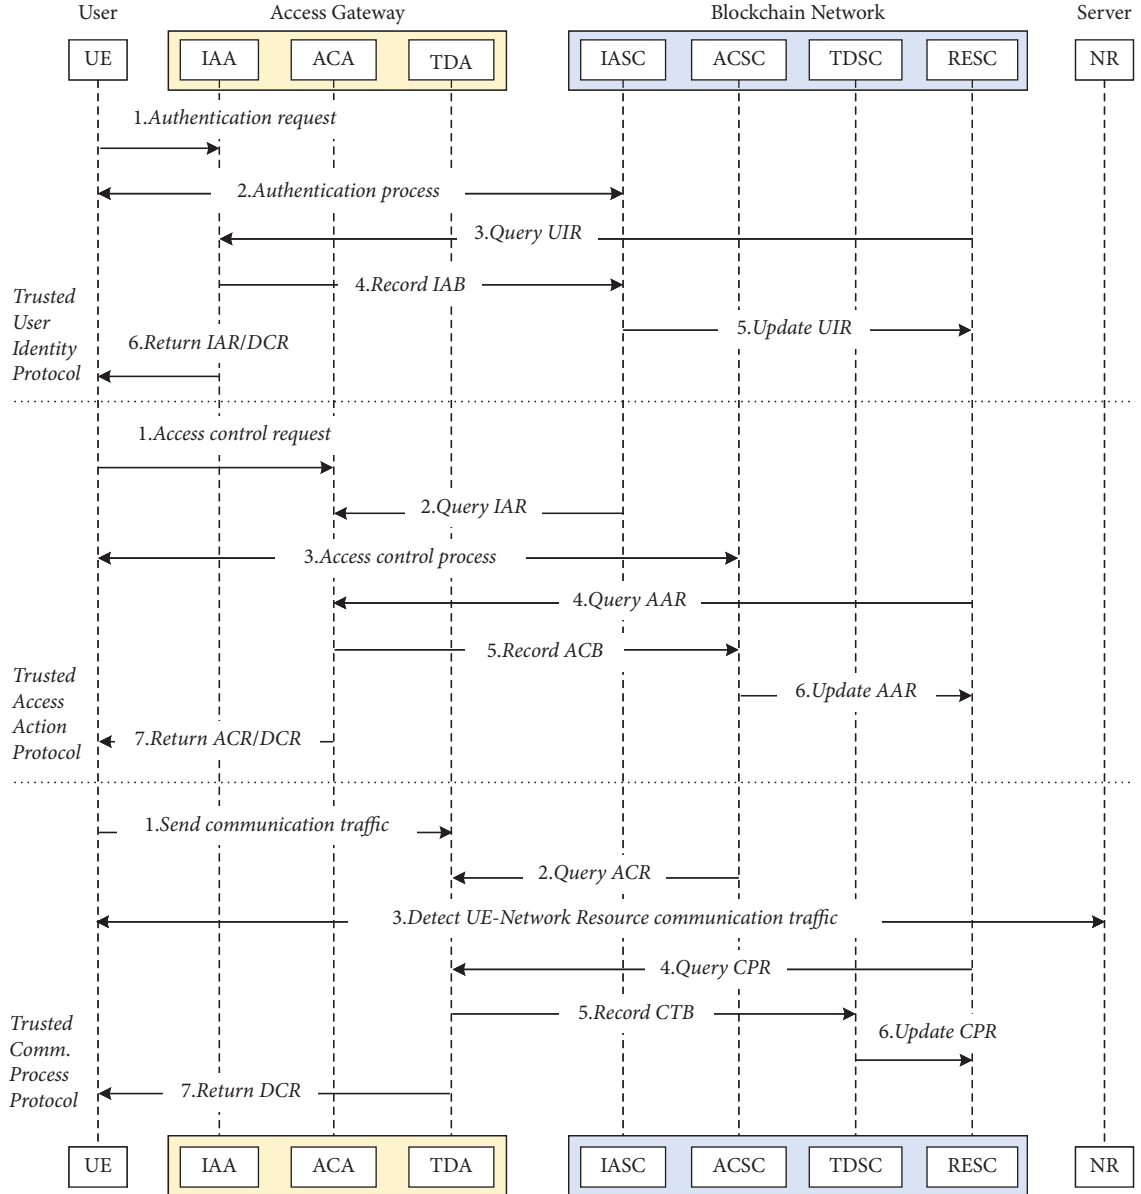 User
Access Gateway
Blockchain Network
Server
UE
IAA
ACA
TDA
IASC
ACSC
TDSC
RESC
NR
1.Authentication request
2.Authentication process
3.Query UIR
4.Record IAB
5.Update UIR
6.Return IAR/DCR
Trusted
User
Identity
Protocol
1.Access control request
2.Query IAR
3.Access control process
4.Query AAR
5.Record ACB
6.Update AAR
7.Return ACR/DCR
Trusted
Access
Action
Protocol
1.Send communication traffic
2.Query ACR
3.Detect UE-Network Resource communication traffic
4.Query CPR
5.Record CTB
6.Update CPR
7.Return DCR
Trusted
Comm.
Process
Protocol
UE
IAA
ACA
TDA
IASC
ACSC
TDSC
RESC
NR